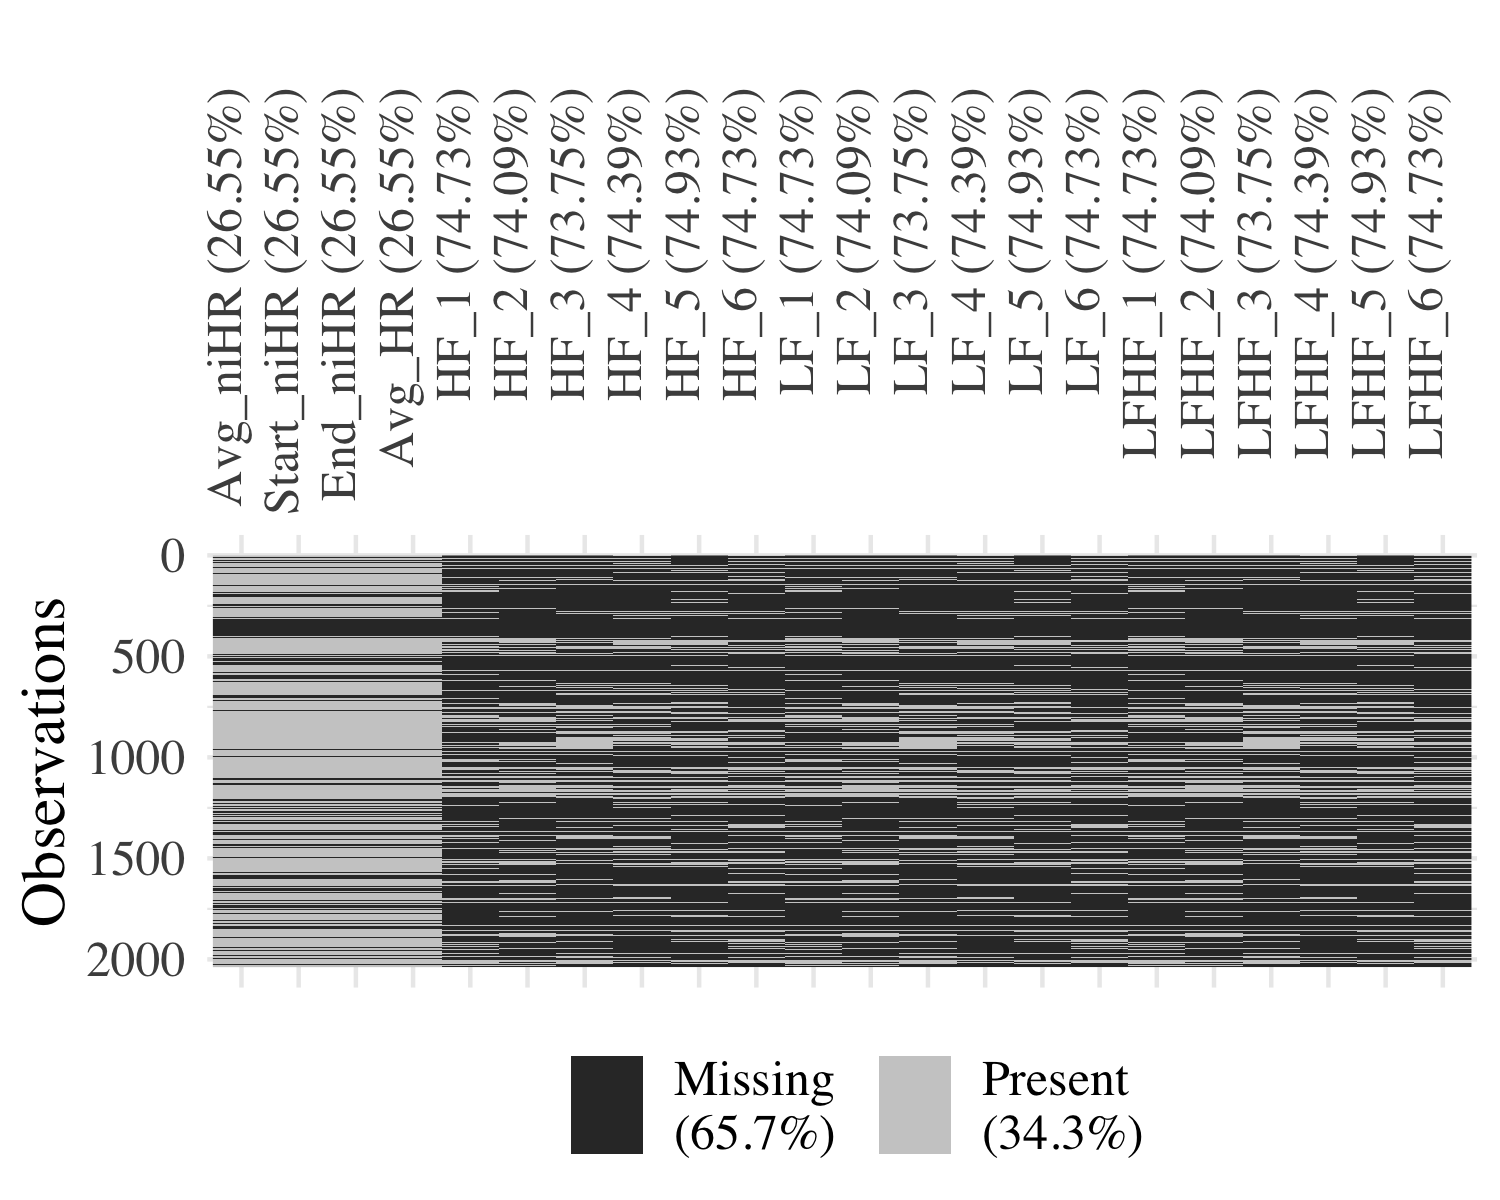 Avg_niHR (26.55%)
Start_niHR (26.55%)
End_niHR (26.55%)
Avg_HR (26.55%)
HF_1 (74.73%)
HF_2 (74.09%)
HF_3 (73.75%)
HF_4 (74.39%)
HF_5 (74.93%)
HF_6 (74.73%)
LF_1 (74.73%)
LF_2 (74.09%)
LF_3 (73.75%)
LF_4 (74.39%)
LF_5 (74.93%)
LF_6 (74.73%)
LFHF_1 (74.73%)
LFHF_2 (74.09%)
LFHF_3 (73.75%)
LFHF_4 (74.39%)
LFHF_5 (74.93%)
LFHF_6 (74.73%)
Observations
0
500
1000
1500
2000
Missing
(65.7%)
Present
(34.3%)